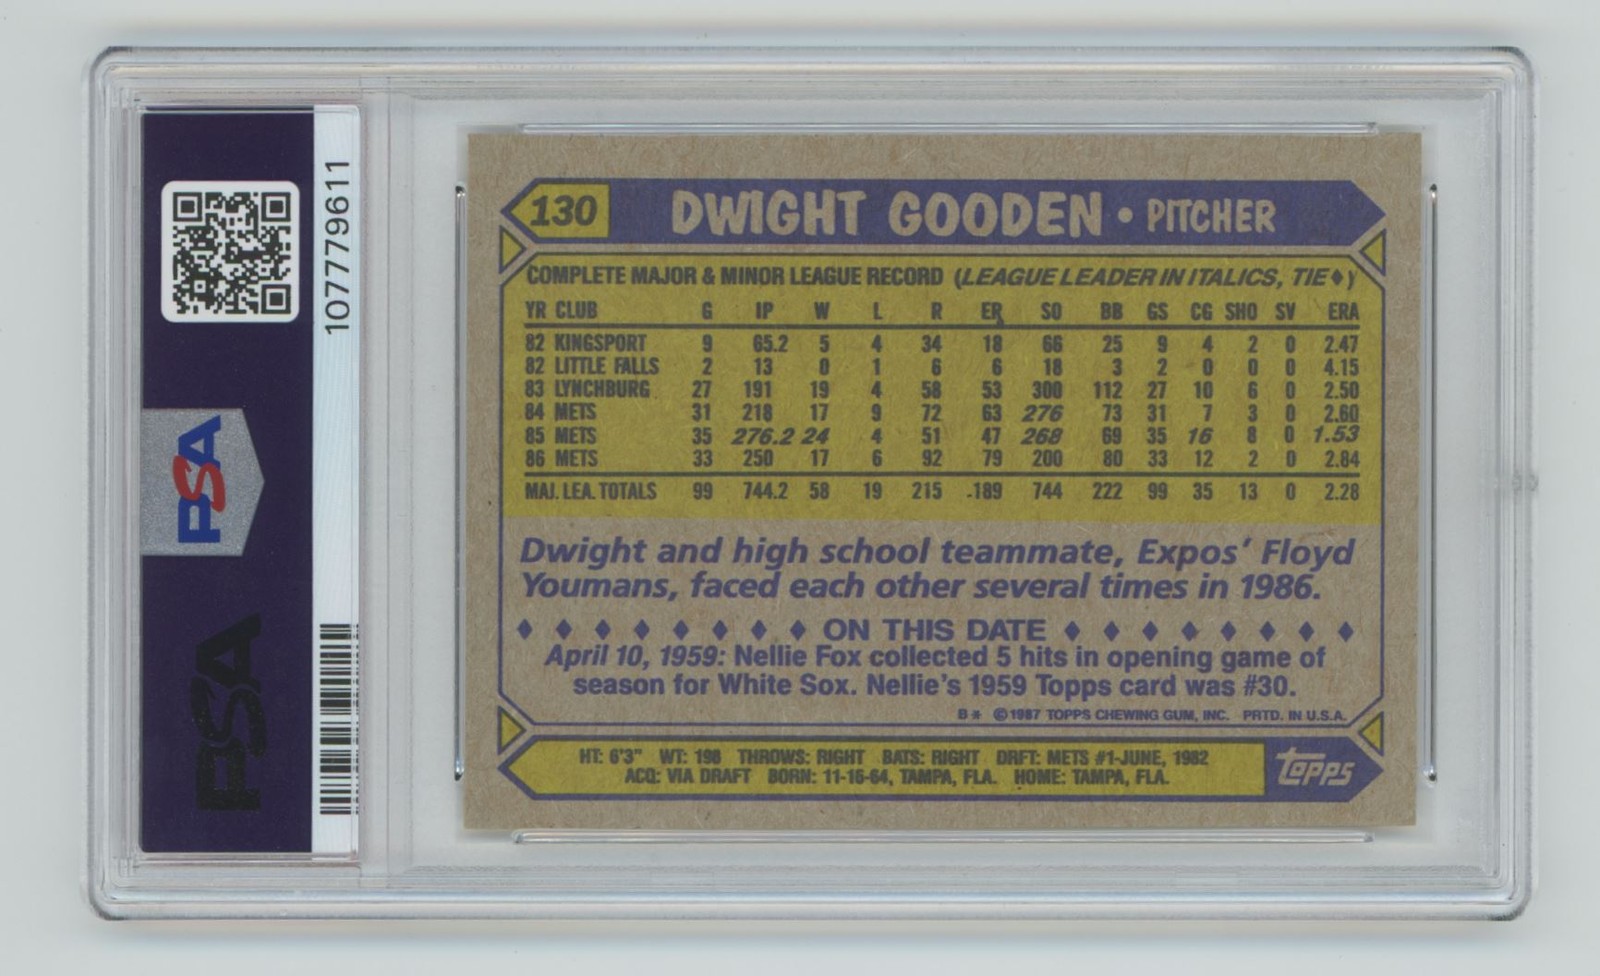 107779611
PSA
PSA
130 DWIGHT GOODEN • PITCHER
COMPLETE MAJOR & MINOR LEAGUE RECORD (LEAGUE LEADER IN ITALICS, TIE♦)
YR CLUB G IP W L R ER SO BB GS CG SHO SV ERA
82 KINGSPORT 9 65.2 5 4 34 18 66 25 9 4 2 0 2.47
82 LITTLE FALLS 2 13 0 1 6 6 18 3 2 0 0 0 4.15
83 LYNCHBURG 27 191 19 4 58 53 300 112 27 10 6 0 2.50
84 METS 31 218 17 9 72 63 276 73 31 7 3 0 2.60
85 METS 35 276.2 24 4 51 47 268 69 35 16 8 0 1.53
86 METS 33 250 17 6 92 79 200 80 33 12 2 0 2.84
MAJ. LEA. TOTALS 99 744.2 58 19 215 189 744 222 99 35 13 0 2.28
Dwight and high school teammate, Expos' Floyd
Youmans, faced each other several times in 1986.
♦ ♦ ♦ ♦ ♦ ♦ ♦ ♦ ON THIS DATE ♦ ♦ ♦ ♦ ♦ ♦ ♦ ♦
April 10, 1959: Nellie Fox collected 5 hits in opening game of
season for White Sox. Nellie's 1959 Topps card was #30.
B* ©1987 TOPPS CHEWING GUM, INC. PRTD. IN U.S.A.
HT: 6'3" WT: 198 THROWS: RIGHT BATS: RIGHT DRFT: METS #1-JUNE, 1982
ACQ: VIA DRAFT BORN: 11-16-64, TAMPA, FLA. HOME: TAMPA, FLA.
topps